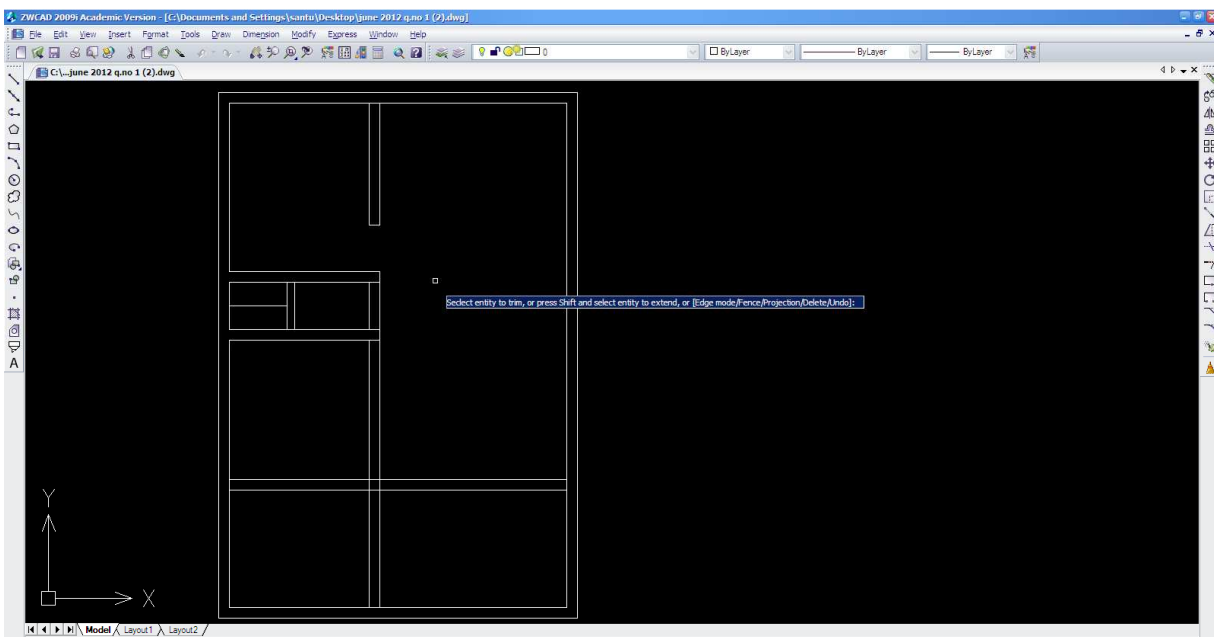 ZWCAD 2009i Academic Version - [C:\Documents and Settings\santu\Desktop\june 2012 q.no 1 (2).dwg]
File Edit View Insert Format Tools Draw Dimension Modify Express Window Help
0 ByLayer ByLayer ByLayer
C:\...june 2012 q.no 1 (2).dwg
A
Seclect entity to trim, or press Shift and select entity to extend, or [Edge mode/Fence/Projection/Delete/Undo]:
Y
X
Model Layout1 Layout2